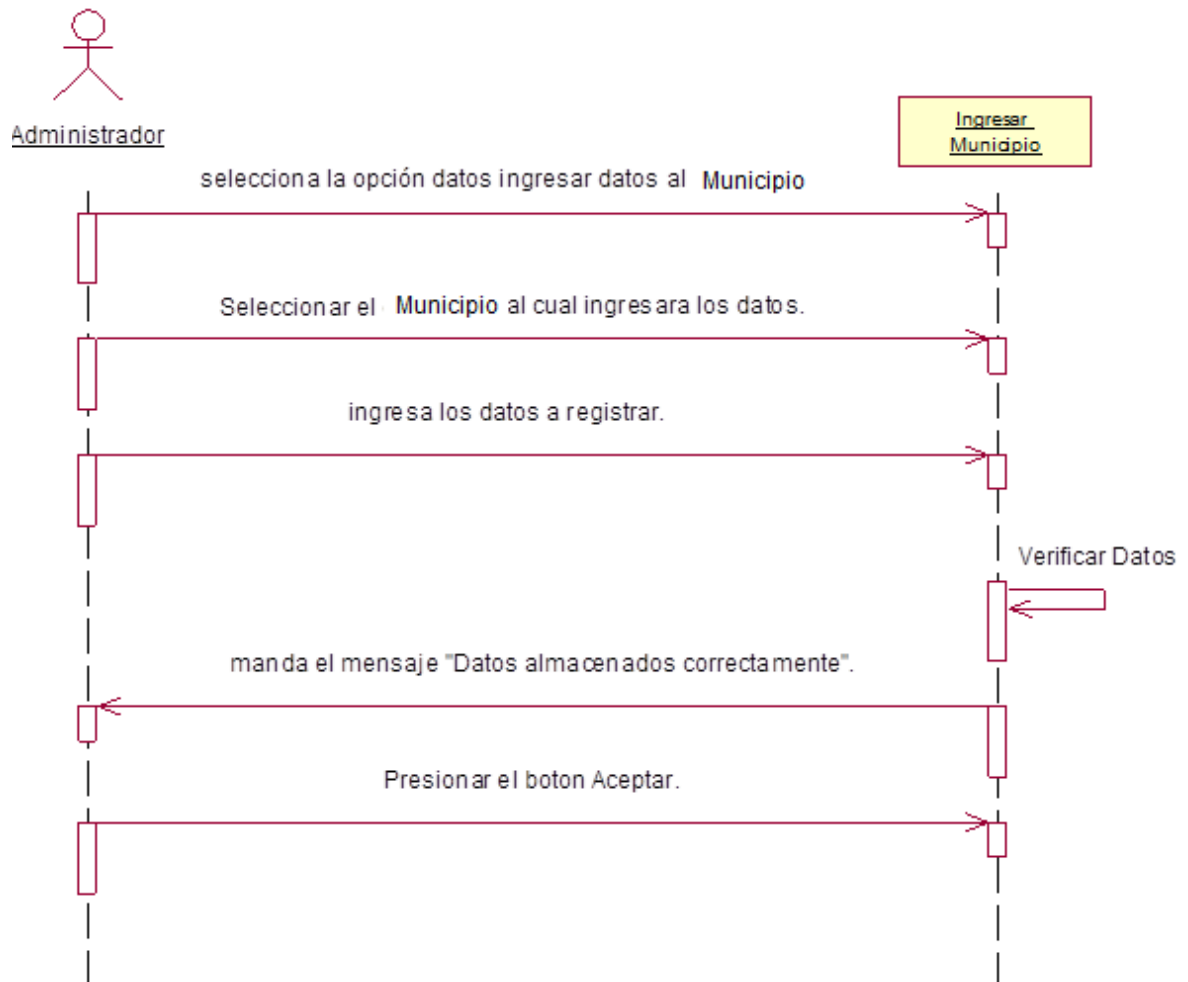 Administrador
Ingresar
Municipio
selecciona la opción datos ingresar datos al Municipio
Seleccionar el Municipio al cual ingresara los datos.
ingresa los datos a registrar.
Verificar Datos
manda el mensaje "Datos almacenados correctamente".
Presionar el boton Aceptar.